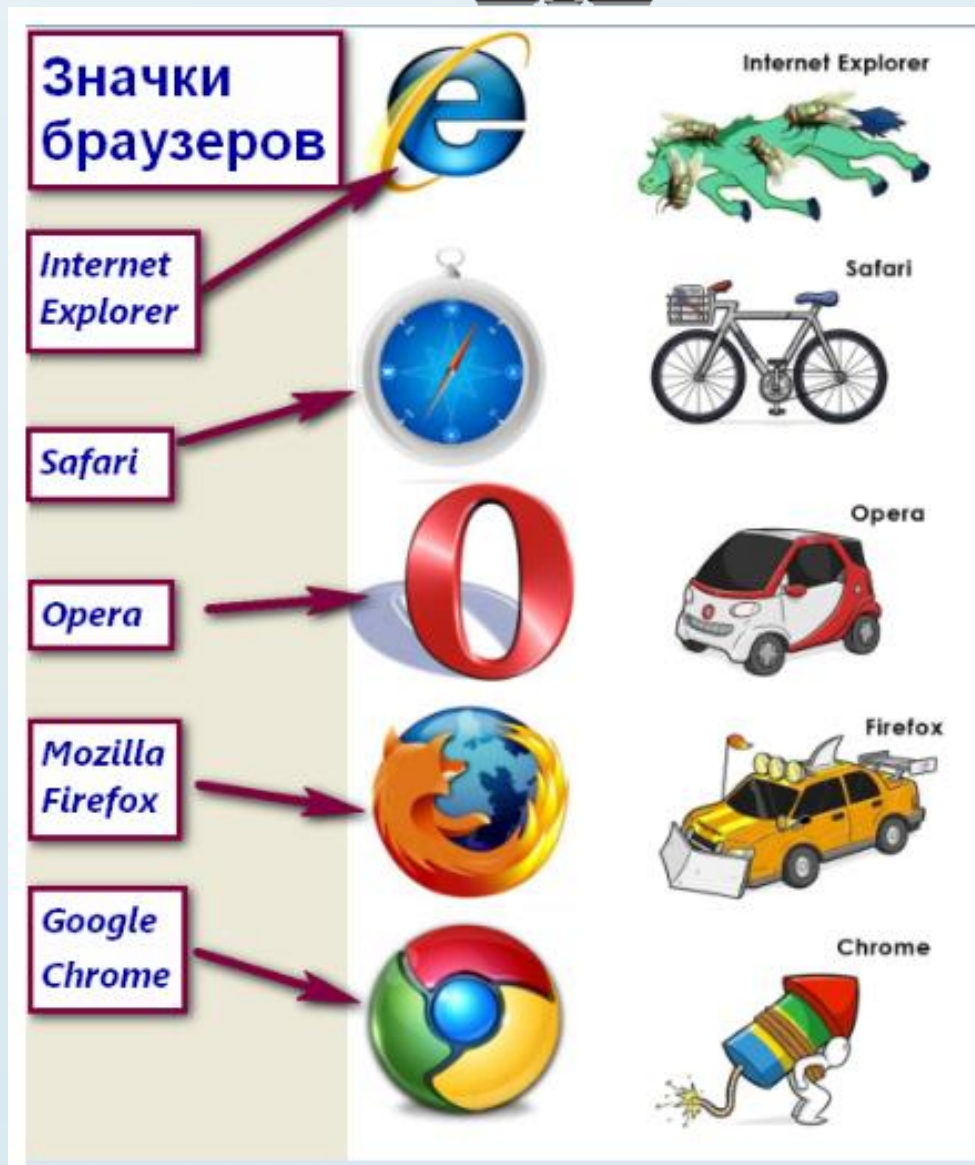 Значки
браузеров
Internet
Explorer
Safari
Opera
Mozilla
Firefox
Google
Chrome
Internet Explorer
Safari
Opera
Firefox
Chrome